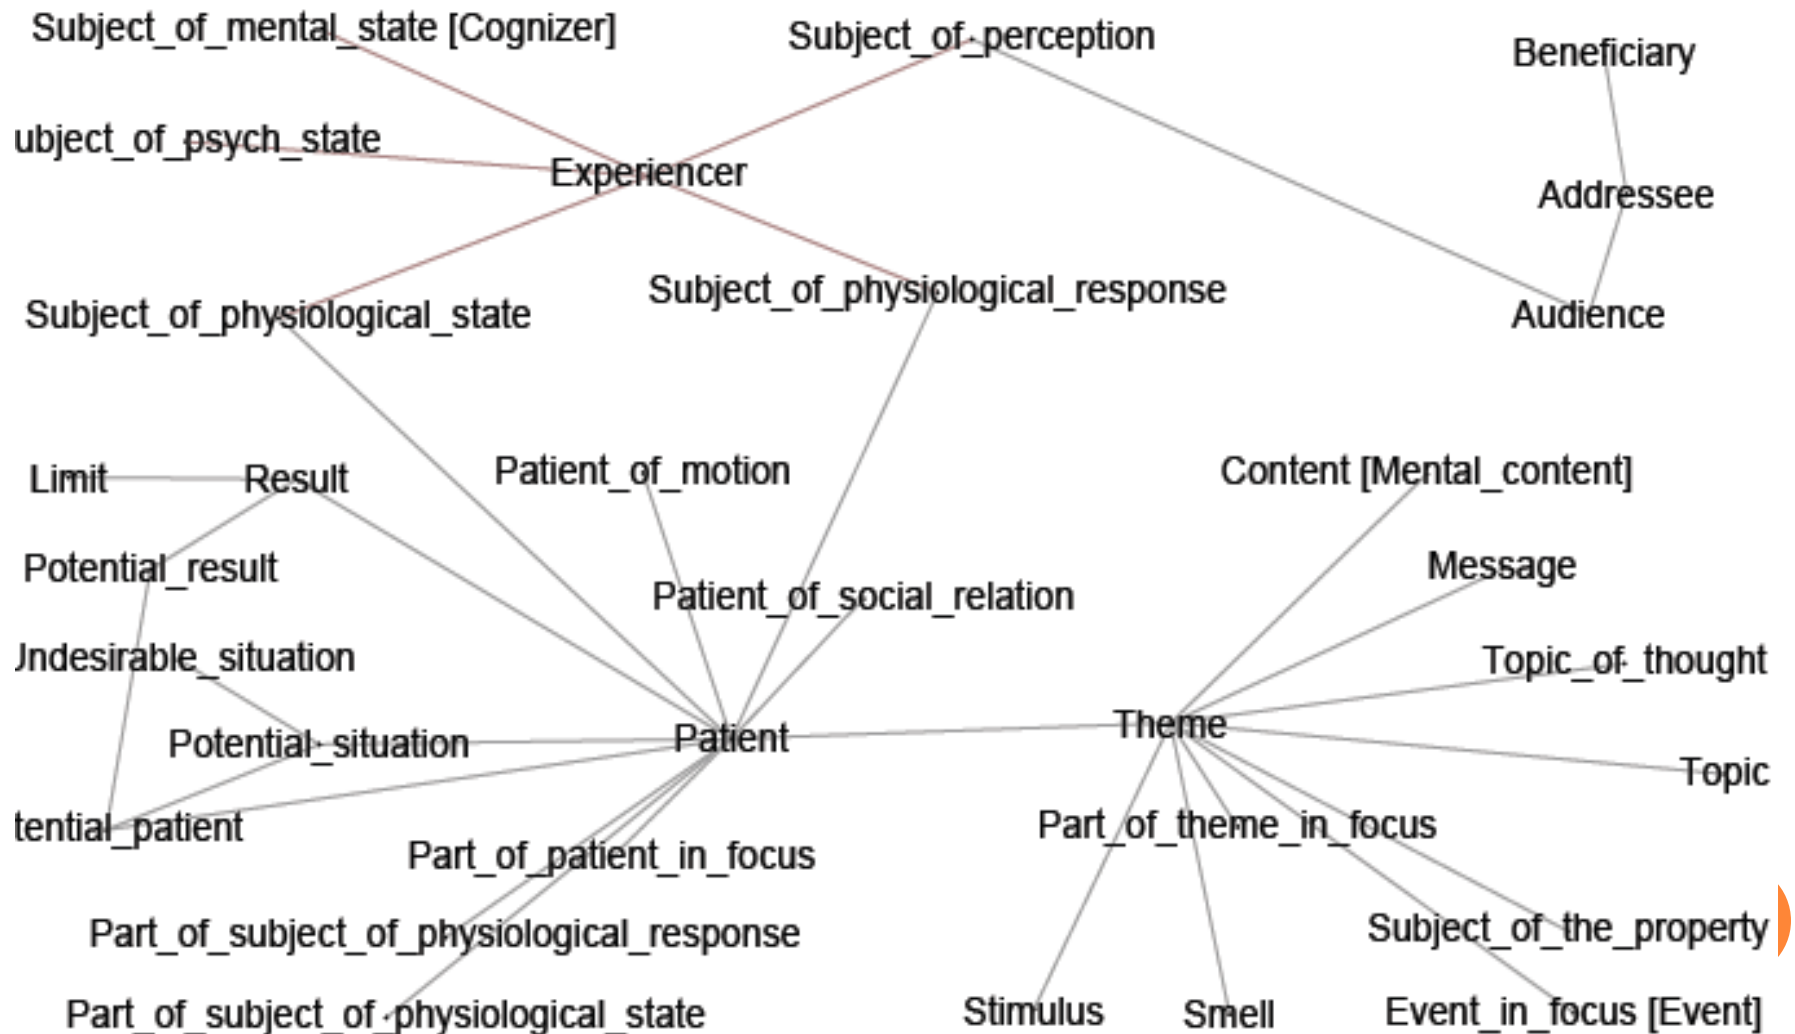 Subject_of_mental_state [Cognizer]
Subject_of_perception
Beneficiary
ubject_of_psych_state
Experiencer
Addressee
Subject_of_physiological_state
Subject_of_physiological_response
Audience
Limit
Result
Patient_of_motion
Content [Mental_content]
Potential_result
Message
Patient_of_social_relation
Undesirable_situation
Topic_of_thought
Potential_situation
Patient
Theme
Topic
tential_patient
Part_of_patient_in_focus
Part_of_theme_in_focus
Part_of_subject_of_physiological_response
Subject_of_the_property
Part_of_subject_of_physiological_state
Stimulus
Smell
Event_in_focus [Event]